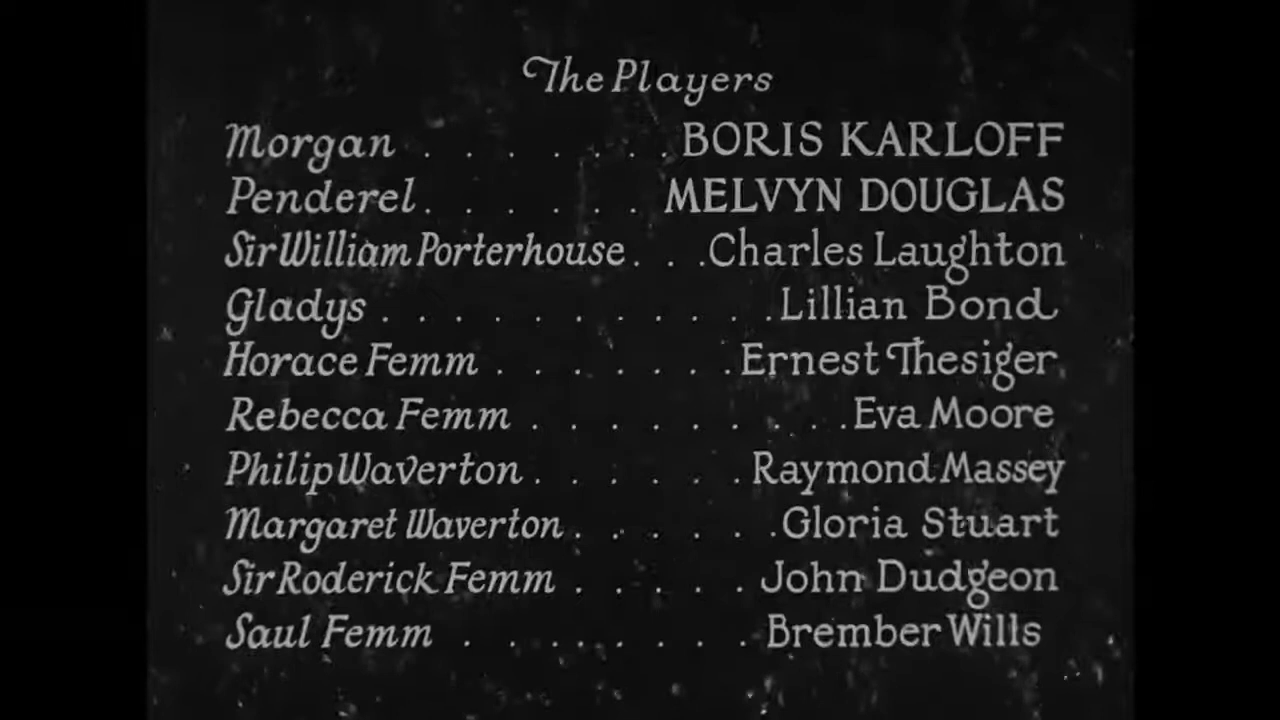 The Players
Morgan . . . . . . . BORIS KARLOFF
Penderel . . . . . . MELVYN DOUGLAS
Sir William Porterhouse . . . Charles Laughton
Gladys . . . . . . . . . . . . Lillian Bond
Horace Femm . . . . . . . Ernest Thesiger
Rebecca Femm . . . . . . . . . Eva Moore
Philip Waverton . . . . . . Raymond Massey
Margaret Waverton . . . . . . Gloria Stuart
Sir Roderick Femm . . . . . John Dudgeon
Saul Femm . . . . . . . . Brember Wills